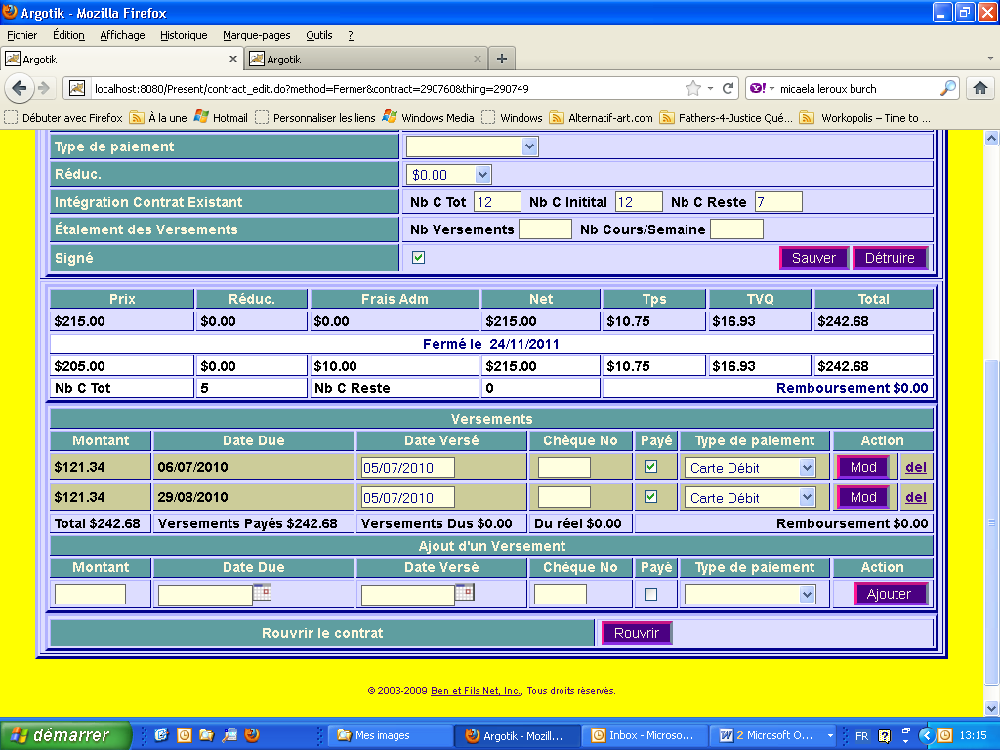 Argotik - Mozilla Firefox
Fichier Édition Affichage Historique Marque-pages Outils ?
Argotik Argotik
localhost:8080/Present/contract_edit.do?method=Fermer&contract=290760&thing=290749 micaela leroux burch
Débuter avec Firefox À la une Hotmail Personnaliser les liens Windows Media Windows Alternatif-art.com Fathers-4-Justice Qué... Workopolis – Time to ...
Type de paiement
Réduc. $0.00
Intégration Contrat Existant Nb C Tot 12 Nb C Initital 12 Nb C Reste 7
Étalement des Versements Nb Versements Nb Cours/Semaine
Signé Sauver Détruire
Prix Réduc. Frais Adm Net Tps TVQ Total
$215.00 $0.00 $0.00 $215.00 $10.75 $16.93 $242.68
Fermé le 24/11/2011
$205.00 $0.00 $10.00 $215.00 $10.75 $16.93 $242.68
Nb C Tot 5 Nb C Reste 0 Remboursement $0.00
Versements
Montant Date Due Date Versé Chèque No Payé Type de paiement Action
$121.34 06/07/2010 05/07/2010 Carte Débit Mod del
$121.34 29/08/2010 05/07/2010 Carte Débit Mod del
Total $242.68 Versements Payés $242.68 Versements Dus $0.00 Du réel $0.00 Remboursement $0.00
Ajout d'un Versement
Montant Date Due Date Versé Chèque No Payé Type de paiement Action
Ajouter
Rouvrir le contrat Rouvrir
© 2003-2009 Ben et Fils Net, Inc., Tous droits réservés.
démarrer Mes images Argotik - Mozill... Inbox - Microso... 2 Microsoft O... FR 13:15